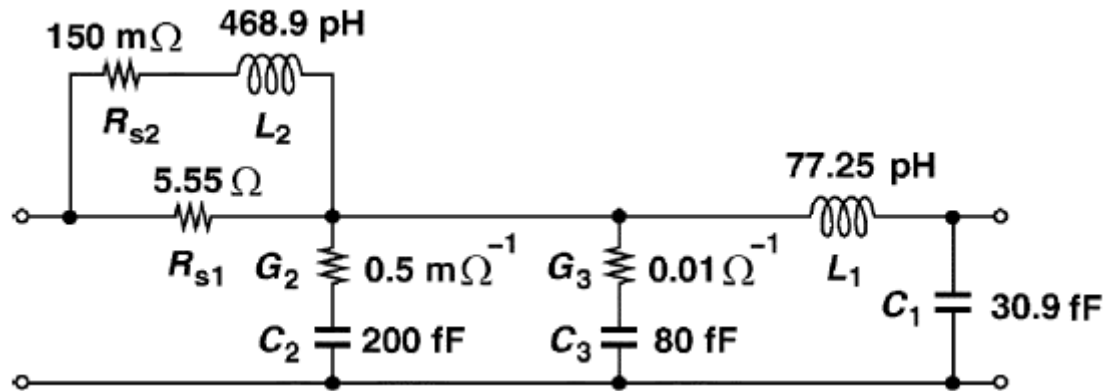 150 mΩ
468.9 pH
R_s2
L_2
5.55 Ω
R_s1
77.25 pH
L_1
G_2
0.5 mΩ⁻¹
G_3
0.01 Ω⁻¹
C_2
200 fF
C_3
80 fF
C_1
30.9 fF